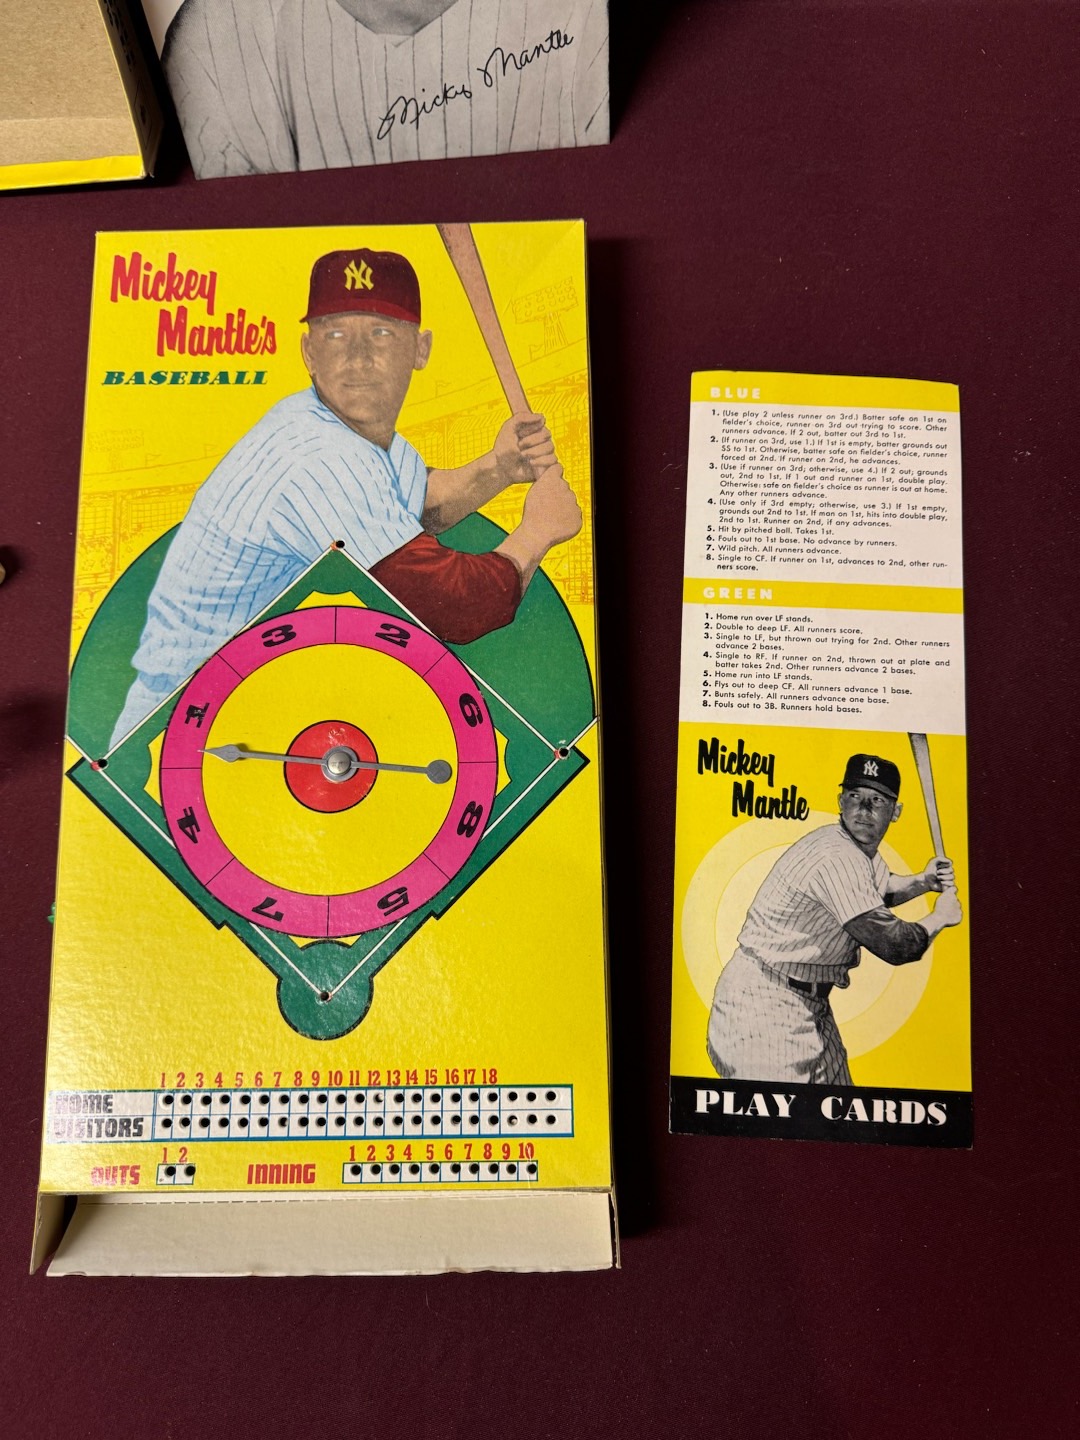 Mickey Mantle
NY
Mickey
Mantle's
BASEBALL
3
2
1
6
4
8
7
5
1 2 3 4 5 6 7 8 9 10 11 12 13 14 15 16 17 18
HOME
VISITORS
1 2
1 2 3 4 5 6 7 8 9 10
OUTS
INNING
BLUE
1. (Use play 2 unless runner on 3rd.) Batter safe on 1st on
fielder's choice, runner on 3rd out trying to score. Other
runners advance. If 2 out, batter out 3rd to 1st.
2. (If runner on 3rd, use 1.) If 1st is empty, batter grounds out
SS to 1st. Otherwise, batter safe on fielder's choice, runner
forced at 2nd. If runner on 2nd, he advances.
3. (Use if runner on 3rd; otherwise, use 4.) If 2 out; grounds
out, 2nd to 1st. If 1 out and runner on 1st, double play.
Otherwise: safe on fielder's choice as runner is out at home.
Any other runners advance.
4. (Use only if 3rd empty; otherwise, use 3.) If 1st empty,
grounds out 2nd to 1st. If man on 1st, hits into double play,
2nd to 1st. Runner on 2nd, if any advances.
5. Hit by pitched ball. Takes 1st.
6. Fouls out to 1st base. No advance by runners.
7. Wild pitch. All runners advance.
8. Single to CF. If runner on 1st, advances to 2nd, other run-
ners score.
GREEN
1. Home run over LF stands.
2. Double to deep LF. All runners score.
3. Single to LF, but thrown out trying for 2nd. Other runners
advance 2 bases.
4. Single to RF. If runner on 2nd, thrown out at plate and
batter takes 2nd. Other runners advance 2 bases.
5. Home run into LF stands.
6. Flys out to deep CF. All runners advance 1 base.
7. Bunts safely. All runners advance one base.
8. Fouls out to 3B. Runners hold bases.
Mickey
Mantle
NY
PLAY CARDS